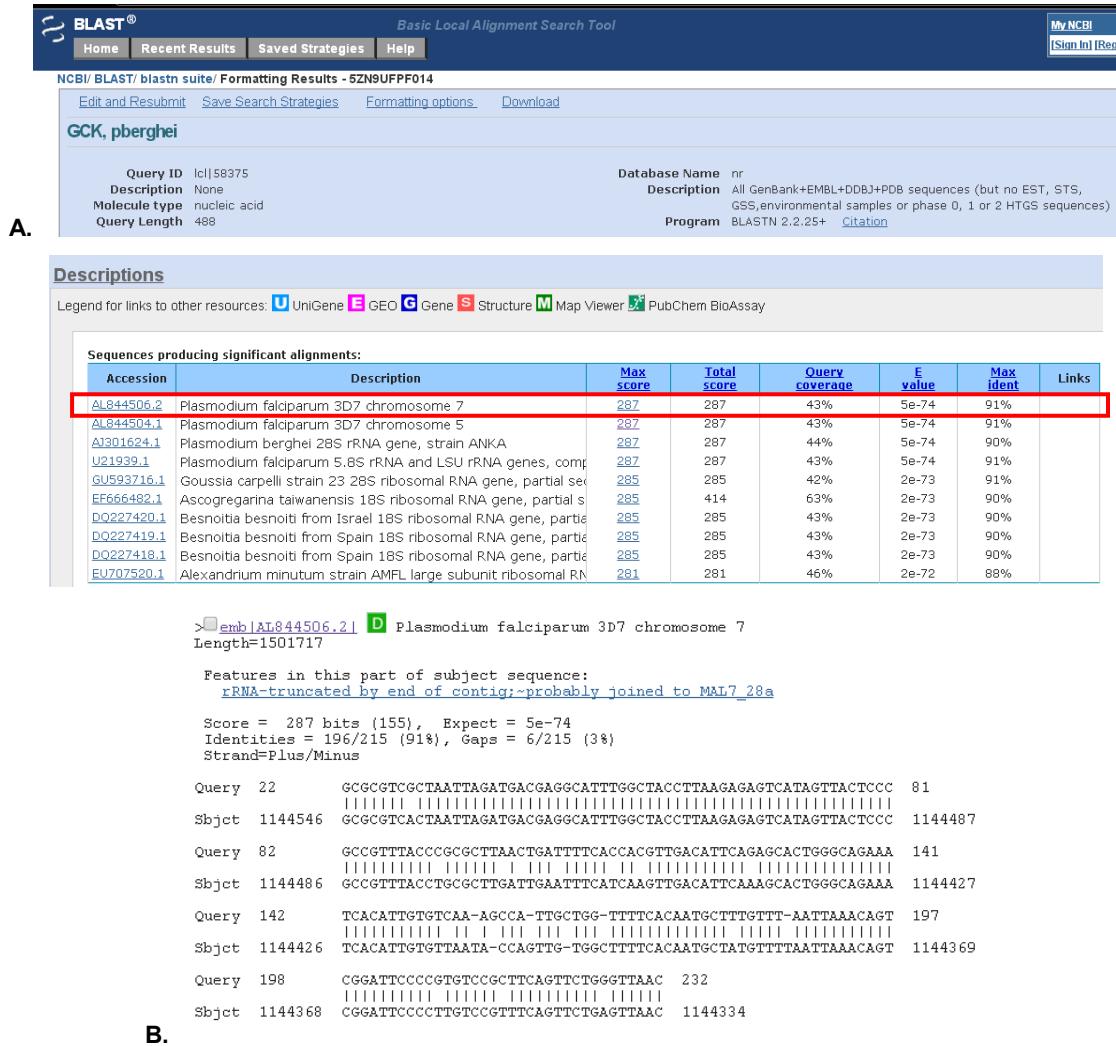 BLAST® Basic Local Alignment Search Tool My NCBI
Home Recent Results Saved Strategies Help [Sign In] [Reg
NCBI/ BLAST/ blastn suite/ Formatting Results - 5ZN9UFPF014
Edit and Resubmit Save Search Strategies Formatting options Download
GCK, pberghei
Query ID lcl|58375 Database Name nr
Description None Description All GenBank+EMBL+DDBJ+PDB sequences (but no EST, STS,
Molecule type nucleic acid GSS,environmental samples or phase 0, 1 or 2 HTGS sequences)
Query Length 488 Program BLASTN 2.2.25+ Citation
A.
Descriptions
Legend for links to other resources: U UniGene E GEO G Gene S Structure M Map Viewer PubChem BioAssay
Sequences producing significant alignments:
Accession Description Max score Total score Query coverage E value Max ident Links
AL844506.2 Plasmodium falciparum 3D7 chromosome 7 287 287 43% 5e-74 91%
AL844504.1 Plasmodium falciparum 3D7 chromosome 5 287 287 43% 5e-74 91%
AJ301624.1 Plasmodium berghei 28S rRNA gene, strain ANKA 287 287 44% 5e-74 90%
U21939.1 Plasmodium falciparum 5.8S rRNA and LSU rRNA genes, comp 287 287 43% 5e-74 91%
GU593716.1 Goussia carpelli strain 23 28S ribosomal RNA gene, partial sec 285 285 42% 2e-73 91%
EF666482.1 Ascogregarina taiwanensis 18S ribosomal RNA gene, partial s 285 414 63% 2e-73 90%
DQ227420.1 Besnoitia besnoiti from Israel 18S ribosomal RNA gene, partia 285 285 43% 2e-73 90%
DQ227419.1 Besnoitia besnoiti from Spain 18S ribosomal RNA gene, partia 285 285 43% 2e-73 90%
DQ227418.1 Besnoitia besnoiti from Spain 18S ribosomal RNA gene, partia 285 285 43% 2e-73 90%
EU707520.1 Alexandrium minutum strain AMFL large subunit ribosomal RN 281 281 46% 2e-72 88%
>emb|AL844506.2| D Plasmodium falciparum 3D7 chromosome 7
Length=1501717
Features in this part of subject sequence:
rRNA-truncated by end of contig;~probably joined to MAL7_28a
Score = 287 bits (155), Expect = 5e-74
Identities = 196/215 (91%), Gaps = 6/215 (3%)
Strand=Plus/Minus
Query 22 GCGCGTCGCTAATTAGATGACGAGGCATTTGGCTACCTTAAGAGAGTCATAGTTACTCCC 81
Sbjct 1144546 GCGCGTCACTAATTAGATGACGAGGCATTTGGCTACCTTAAGAGAGTCATAGTTACTCCC 1144487
Query 82 GCCGTTTACCCGCGCTTAACTGATTTTCACCACGTTGACATTCAGAGCACTGGGCAGAAA 141
Sbjct 1144486 GCCGTTTACCTGCGCTTGATTGAATTTCATCAAGTTGACATTCAAAGCACTGGGCAGAAA 1144427
Query 142 TCACATTGTGTCAA-AGCCA-TTGCTGG-TTTTCACAATGCTTTGTTT-AATTAAACAGT 197
Sbjct 1144426 TCACATTGTGTTAATA-CCAGTTG-TGGCTTTTCACAATGCTATGTTTTAATTAAACAGT 1144369
Query 198 CGGATTCCCCGTGTCCGCTTCAGTTCTGGGTTAAC 232
Sbjct 1144368 CGGATTCCCCTTGTCCGTTTCAGTTCTGAGTTAAC 1144334
B.